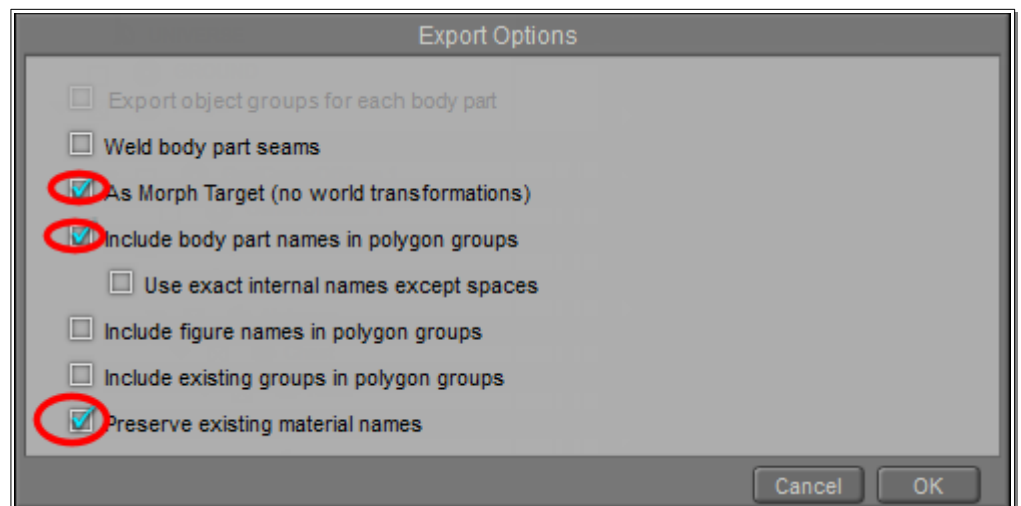 Export Options
Export object groups for each body part
Weld body part seams
As Morph Target (no world transformations)
Include body part names in polygon groups
Use exact internal names except spaces
Include figure names in polygon groups
Include existing groups in polygon groups
Preserve existing material names
Cancel OK